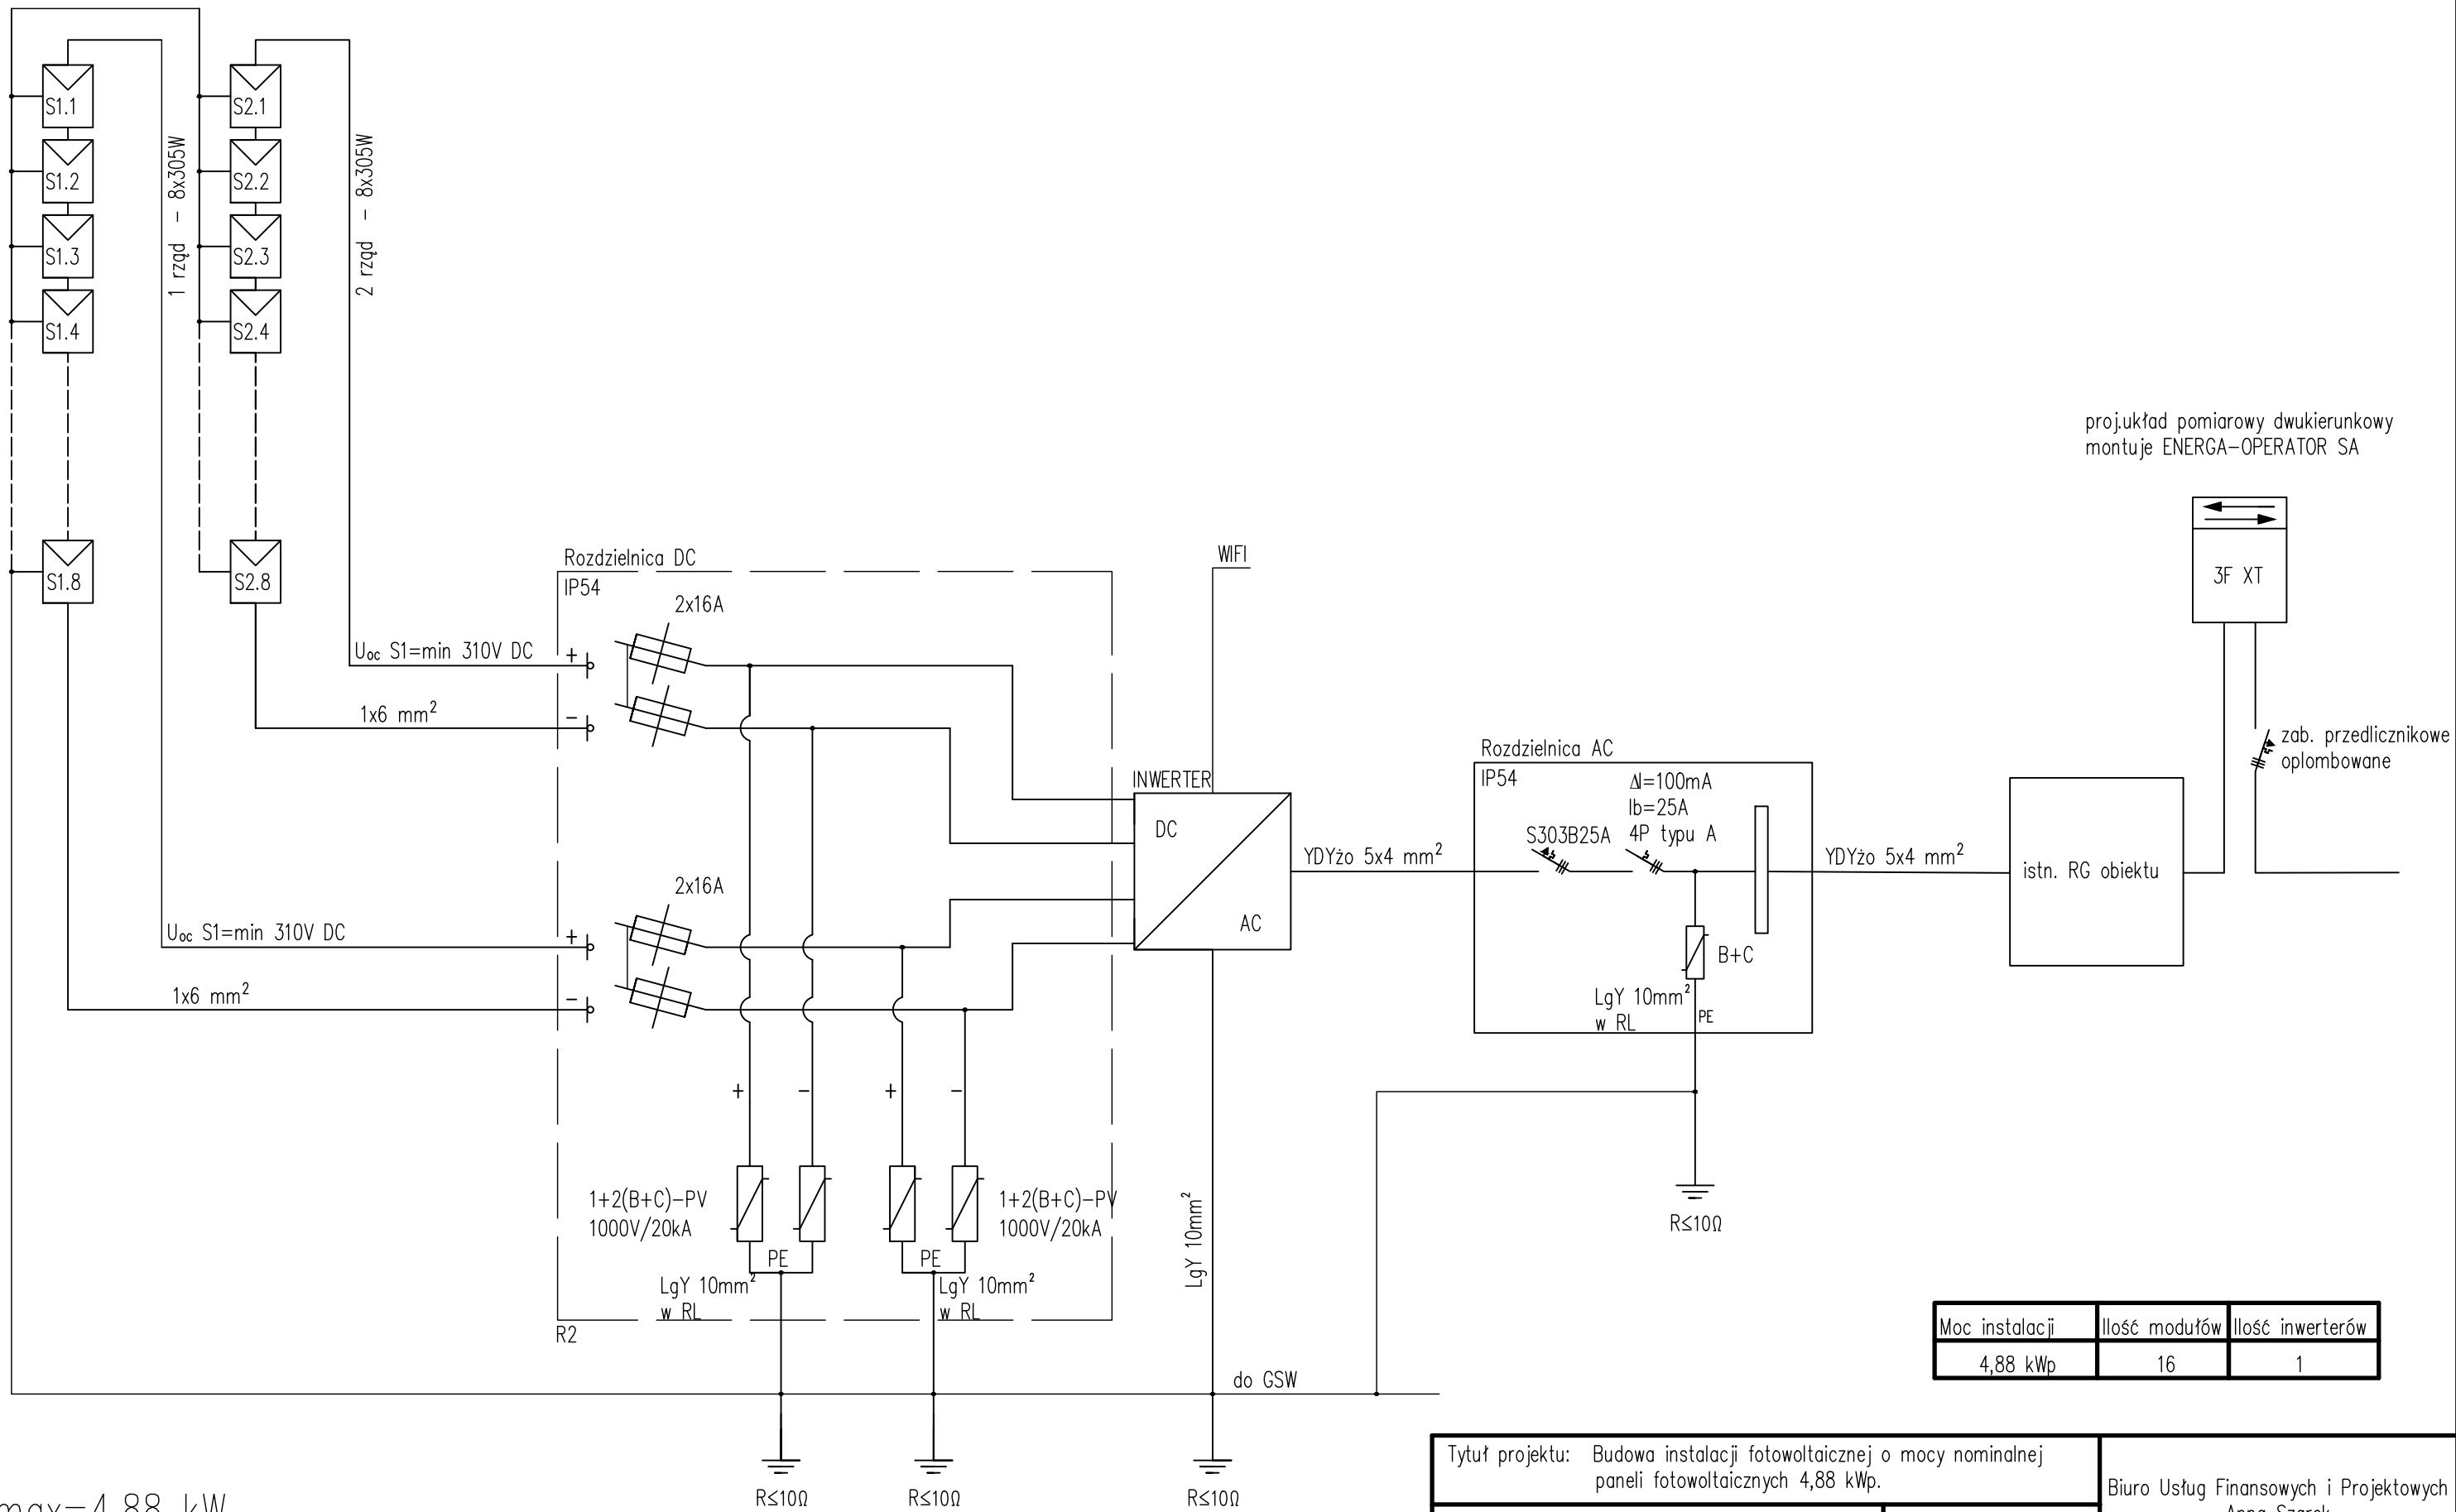 S1.1
S1.2
S1.3
S1.4
S1.8
1 rząd - 8x305W
S2.1
S2.2
S2.3
S2.4
S2.8
2 rząd - 8x305W
Uoc S1=min 310V DC
1x6 mm²
Uoc S1=min 310V DC
1x6 mm²
Rozdzielnica DC
IP54
2x16A
+
-
2x16A
+
-
+
-
+
-
1+2(B+C)-PV
1000V/20kA
1+2(B+C)-PV
1000V/20kA
PE
PE
LgY 10mm²
w RL
LgY 10mm²
w RL
R2
R≤10Ω
R≤10Ω
R≤10Ω
WIFI
INWERTER
DC
AC
LgY 10mm²
do GSW
YDYżo 5x4 mm²
Rozdzielnica AC
IP54
ΔI=100mA
Ib=25A
4P typu A
S303B25A
B+C
LgY 10mm²
w RL
PE
R≤10Ω
YDYżo 5x4 mm²
istn. RG obiektu
proj.układ pomiarowy dwukierunkowy
montuje ENERGA-OPERATOR SA
3F XT
zab. przedlicznikowe
oplombowane
Moc instalacji Ilość modułów Ilość inwerterów
4,88 kWp 16 1
Tytuł projektu: Budowa instalacji fotowoltaicznej o mocy nominalnej
paneli fotowoltaicznych 4,88 kWp.
Biuro Usług Finansowych i Projektowych
Anna Szarek
max=4,88 kW